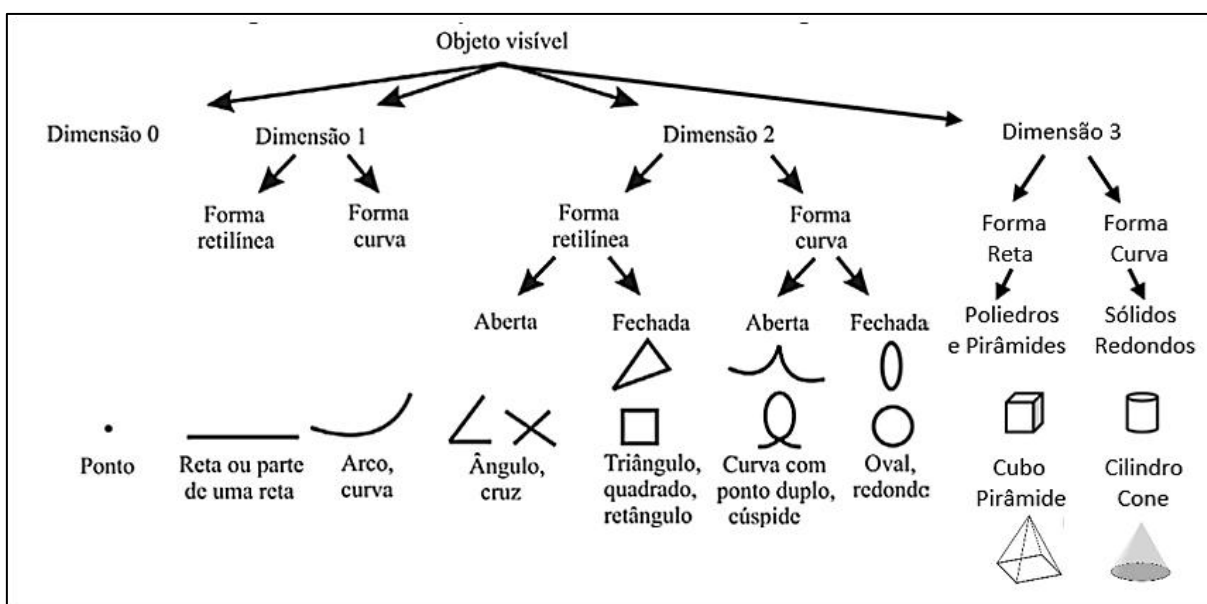 Objeto visível
Dimensão 0
Dimensão 1
Dimensão 2
Dimensão 3
Forma
retilínea
Forma
curva
Forma
retilínea
Forma
curva
Forma
Reta
Forma
Curva
Aberta
Fechada
Aberta
Fechada
Poliedros
e Pirâmides
Sólidos
Redondos
Ponto
Reta ou parte
de uma reta
Arco,
curva
Ângulo,
cruz
Triângulo,
quadrado,
retângulo
Curva com
ponto duplo,
cúspide
Oval,
redondo
Cubo
Pirâmide
Cilindro
Cone